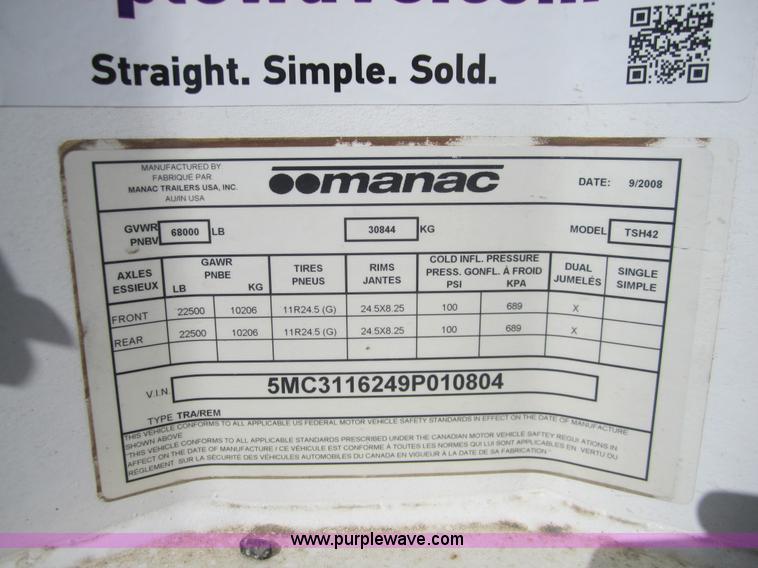 Straight. Simple. Sold.
MANUFACTURED BY
FABRIQUÉ PAR
MANAC TRAILERS USA, INC.
AU/IN USA
manac
DATE: 9/2008
GVWR
PNBV 68000 LB 30844 KG MODEL TSH42
AXLES
ESSIEUX
GAWR
PNBE
LB KG
TIRES
PNEUS
RIMS
JANTES
COLD INFL. PRESSURE
PRESS. GONFL. À FROID
PSI KPA
DUAL
JUMELÉS
SINGLE
SIMPLE
FRONT 22500 10206 11R24.5 (G) 24.5X8.25 100 689 X
REAR 22500 10206 11R24.5 (G) 24.5X8.25 100 689 X
V.I.N. 5MC3116249P010804
TYPE TRA/REM
THIS VEHICLE CONFORMS TO ALL APPLICABLE US FEDERAL MOTOR VEHICLE SAFETY STANDARDS IN EFFECT ON THE DATE OF MANUFACTURE
SHOWN ABOVE
"THIS VEHICLE CONFORMS TO ALL APPLICABLE STANDARDS PRESCRIBED UNDER THE CANADIAN MOTOR VEHICLE SAFTEY REGULATIONS IN
AFFECT ON THE DATE OF MANUFACTURE / CE VÉHICULE EST CONFORME À TOUTES LES NORMES QUI LUI SONT APPLICABLES EN VERTU DU
RÉGLEMENT SUR LA SÉCURITÉ DES VÉHICULES AUTOMOBILES DU CANADA EN VIGUEUR À LA DATE DE SA FABRICATION"
www.purplewave.com